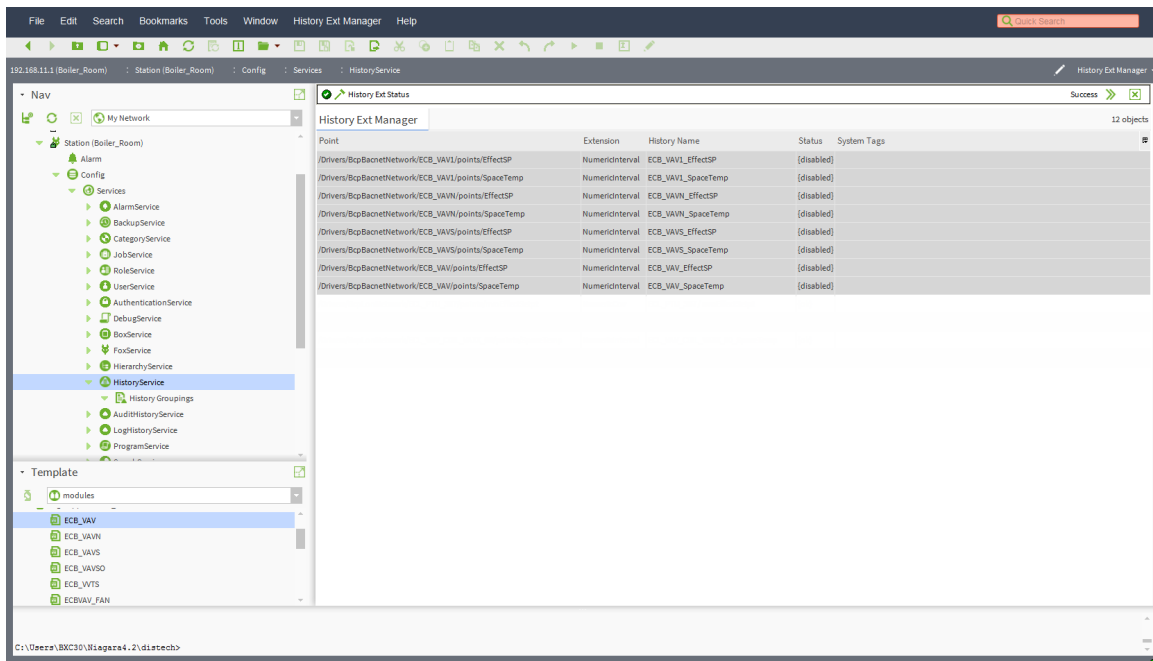 File Edit Search Bookmarks Tools Window History Ext Manager Help Quick Search
192.168.11.1 (Boiler_Room) : Station (Boiler_Room) : Config : Services : HistoryService History Ext Manager
Nav
My Network
Station (Boiler_Room)
Alarm
Config
Services
AlarmService
BackupService
CategoryService
JobService
RoleService
UserService
AuthenticationService
DebugService
BoxService
FoxService
HierarchyService
HistoryService
History Groupings
AuditHistoryService
LogHistoryService
ProgramService
Template
modules
ECB_VAV
ECB_VAVN
ECB_VAVS
ECB_VAVSO
ECB_VVTS
ECBVAV_FAN
History Ext Status Success
History Ext Manager 12 objects
Point Extension History Name Status System Tags
/Drivers/BcpBacnetNetwork/ECB_VAV1/points/EffectSP NumericInterval ECB_VAV1_EffectSP {disabled}
/Drivers/BcpBacnetNetwork/ECB_VAV1/points/SpaceTemp NumericInterval ECB_VAV1_SpaceTemp {disabled}
/Drivers/BcpBacnetNetwork/ECB_VAVN/points/EffectSP NumericInterval ECB_VAVN_EffectSP {disabled}
/Drivers/BcpBacnetNetwork/ECB_VAVN/points/SpaceTemp NumericInterval ECB_VAVN_SpaceTemp {disabled}
/Drivers/BcpBacnetNetwork/ECB_VAVS/points/EffectSP NumericInterval ECB_VAVS_EffectSP {disabled}
/Drivers/BcpBacnetNetwork/ECB_VAVS/points/SpaceTemp NumericInterval ECB_VAVS_SpaceTemp {disabled}
/Drivers/BcpBacnetNetwork/ECB_VAV/points/EffectSP NumericInterval ECB_VAV_EffectSP {disabled}
/Drivers/BcpBacnetNetwork/ECB_VAV/points/SpaceTemp NumericInterval ECB_VAV_SpaceTemp {disabled}
C:\Users\BXC30\Niagara4.2\distech>